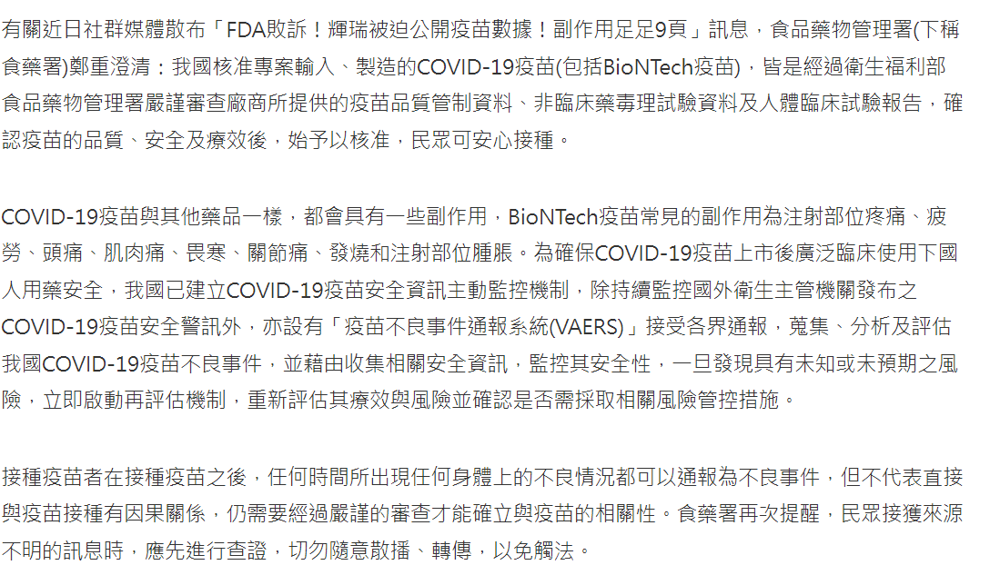 有關近日社群媒體散布「FDA敗訴！輝瑞被迫公開疫苗數據！副作用足足9頁」訊息，食品藥物管理署(下稱
食藥署)鄭重澄清：我國核准專案輸入、製造的COVID-19疫苗(包括BioNTech疫苗)，皆是經過衛生福利部
食品藥物管理署嚴謹審查廠商所提供的疫苗品質管制資料、非臨床藥毒理試驗資料及人體臨床試驗報告，確
認疫苗的品質、安全及療效後，始予以核准，民眾可安心接種。
COVID-19疫苗與其他藥品一樣，都會具有一些副作用，BioNTech疫苗常見的副作用為注射部位疼痛、疲
勞、頭痛、肌肉痛、畏寒、關節痛、發燒和注射部位腫脹。為確保COVID-19疫苗上市後廣泛臨床使用下國
人用藥安全，我國已建立COVID-19疫苗安全資訊主動監控機制，除持續監控國外衛生主管機關發布之
COVID-19疫苗安全警訊外，亦設有「疫苗不良事件通報系統(VAERS)」接受各界通報，蒐集、分析及評估
我國COVID-19疫苗不良事件，並藉由收集相關安全資訊，監控其安全性，一旦發現具有未知或未預期之風
險，立即啟動再評估機制，重新評估其療效與風險並確認是否需採取相關風險管控措施。
接種疫苗者在接種疫苗之後，任何時間所出現任何身體上的不良情況都可以通報為不良事件，但不代表直接
與疫苗接種有因果關係，仍需要經過嚴謹的審查才能確立與疫苗的相關性。食藥署再次提醒，民眾接獲來源
不明的訊息時，應先進行查證，切勿隨意散播、轉傳，以免觸法。